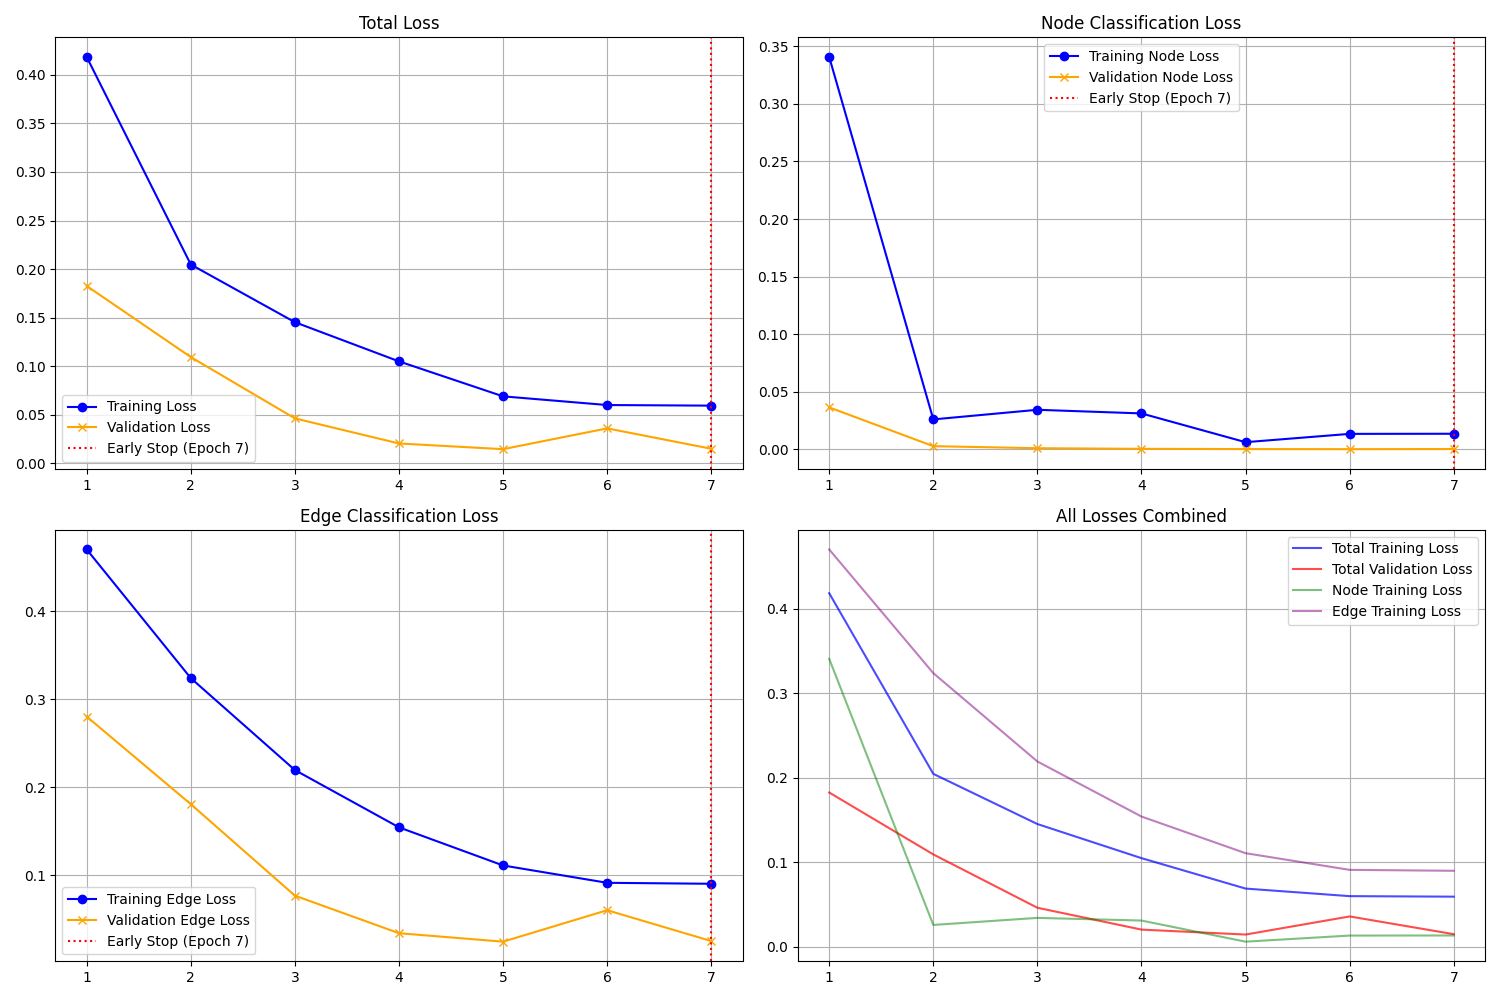 Total Loss
0.40
0.35
0.30
0.25
0.20
0.15
0.10
0.05
0.00
Training Loss
Validation Loss
Early Stop (Epoch 7)
1 2 3 4 5 6 7
Node Classification Loss
0.35
0.30
0.25
0.20
0.15
0.10
0.05
0.00
Training Node Loss
Validation Node Loss
Early Stop (Epoch 7)
1 2 3 4 5 6 7
Edge Classification Loss
0.4
0.3
0.2
0.1
Training Edge Loss
Validation Edge Loss
Early Stop (Epoch 7)
1 2 3 4 5 6 7
All Losses Combined
0.4
0.3
0.2
0.1
0.0
Total Training Loss
Total Validation Loss
Node Training Loss
Edge Training Loss
1 2 3 4 5 6 7